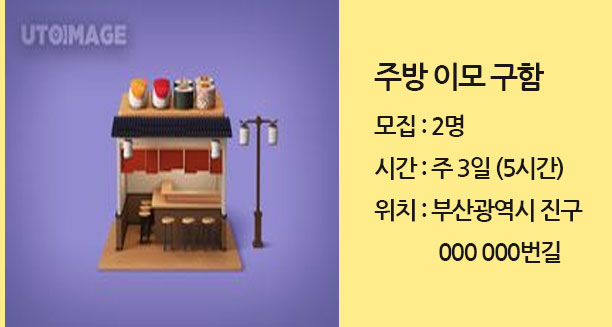 UTOIMAGE
주방 이모 구함
모집 : 2명
시간 : 주 3일 (5시간)
위치 : 부산광역시 진구
000 000번길